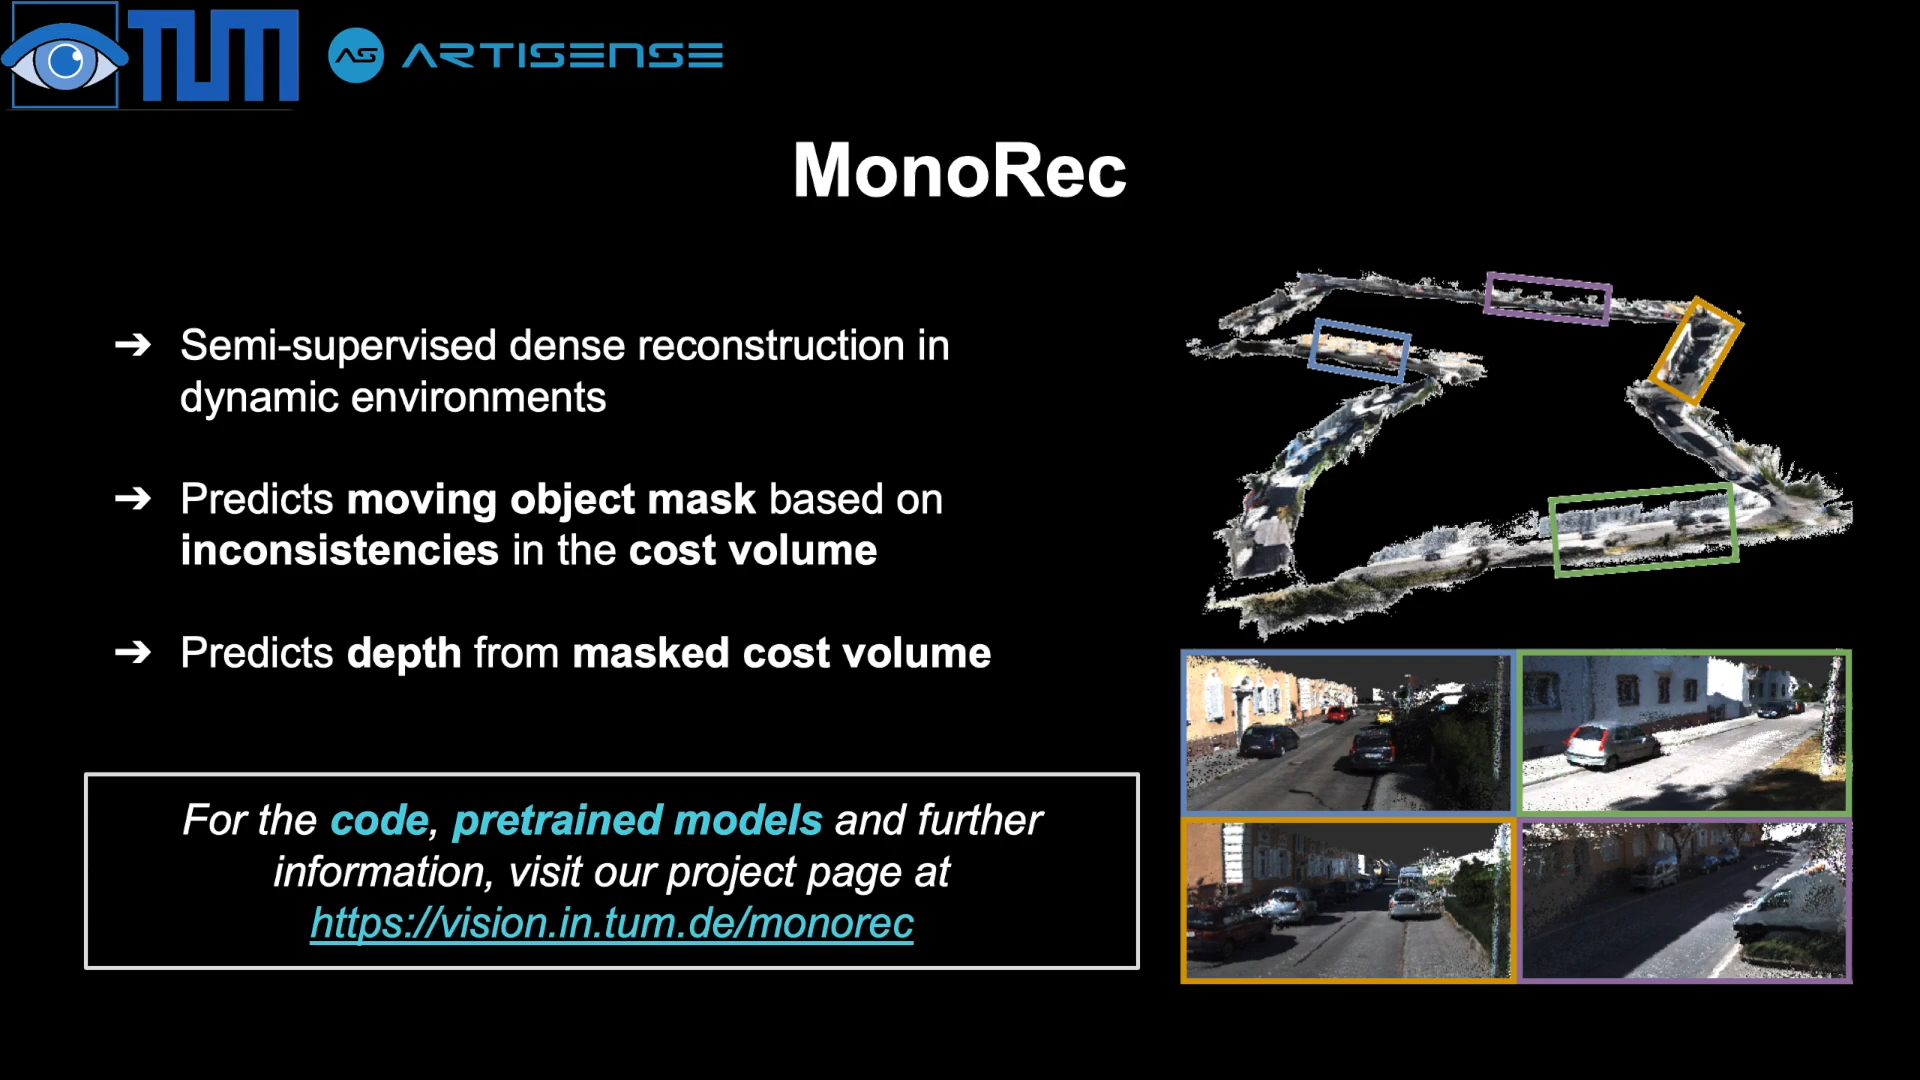 TUM
AS ARTISENSE
MonoRec
➔ Semi-supervised dense reconstruction in
dynamic environments
➔ Predicts moving object mask based on
inconsistencies in the cost volume
➔ Predicts depth from masked cost volume
For the code, pretrained models and further
information, visit our project page at
https://vision.in.tum.de/monorec